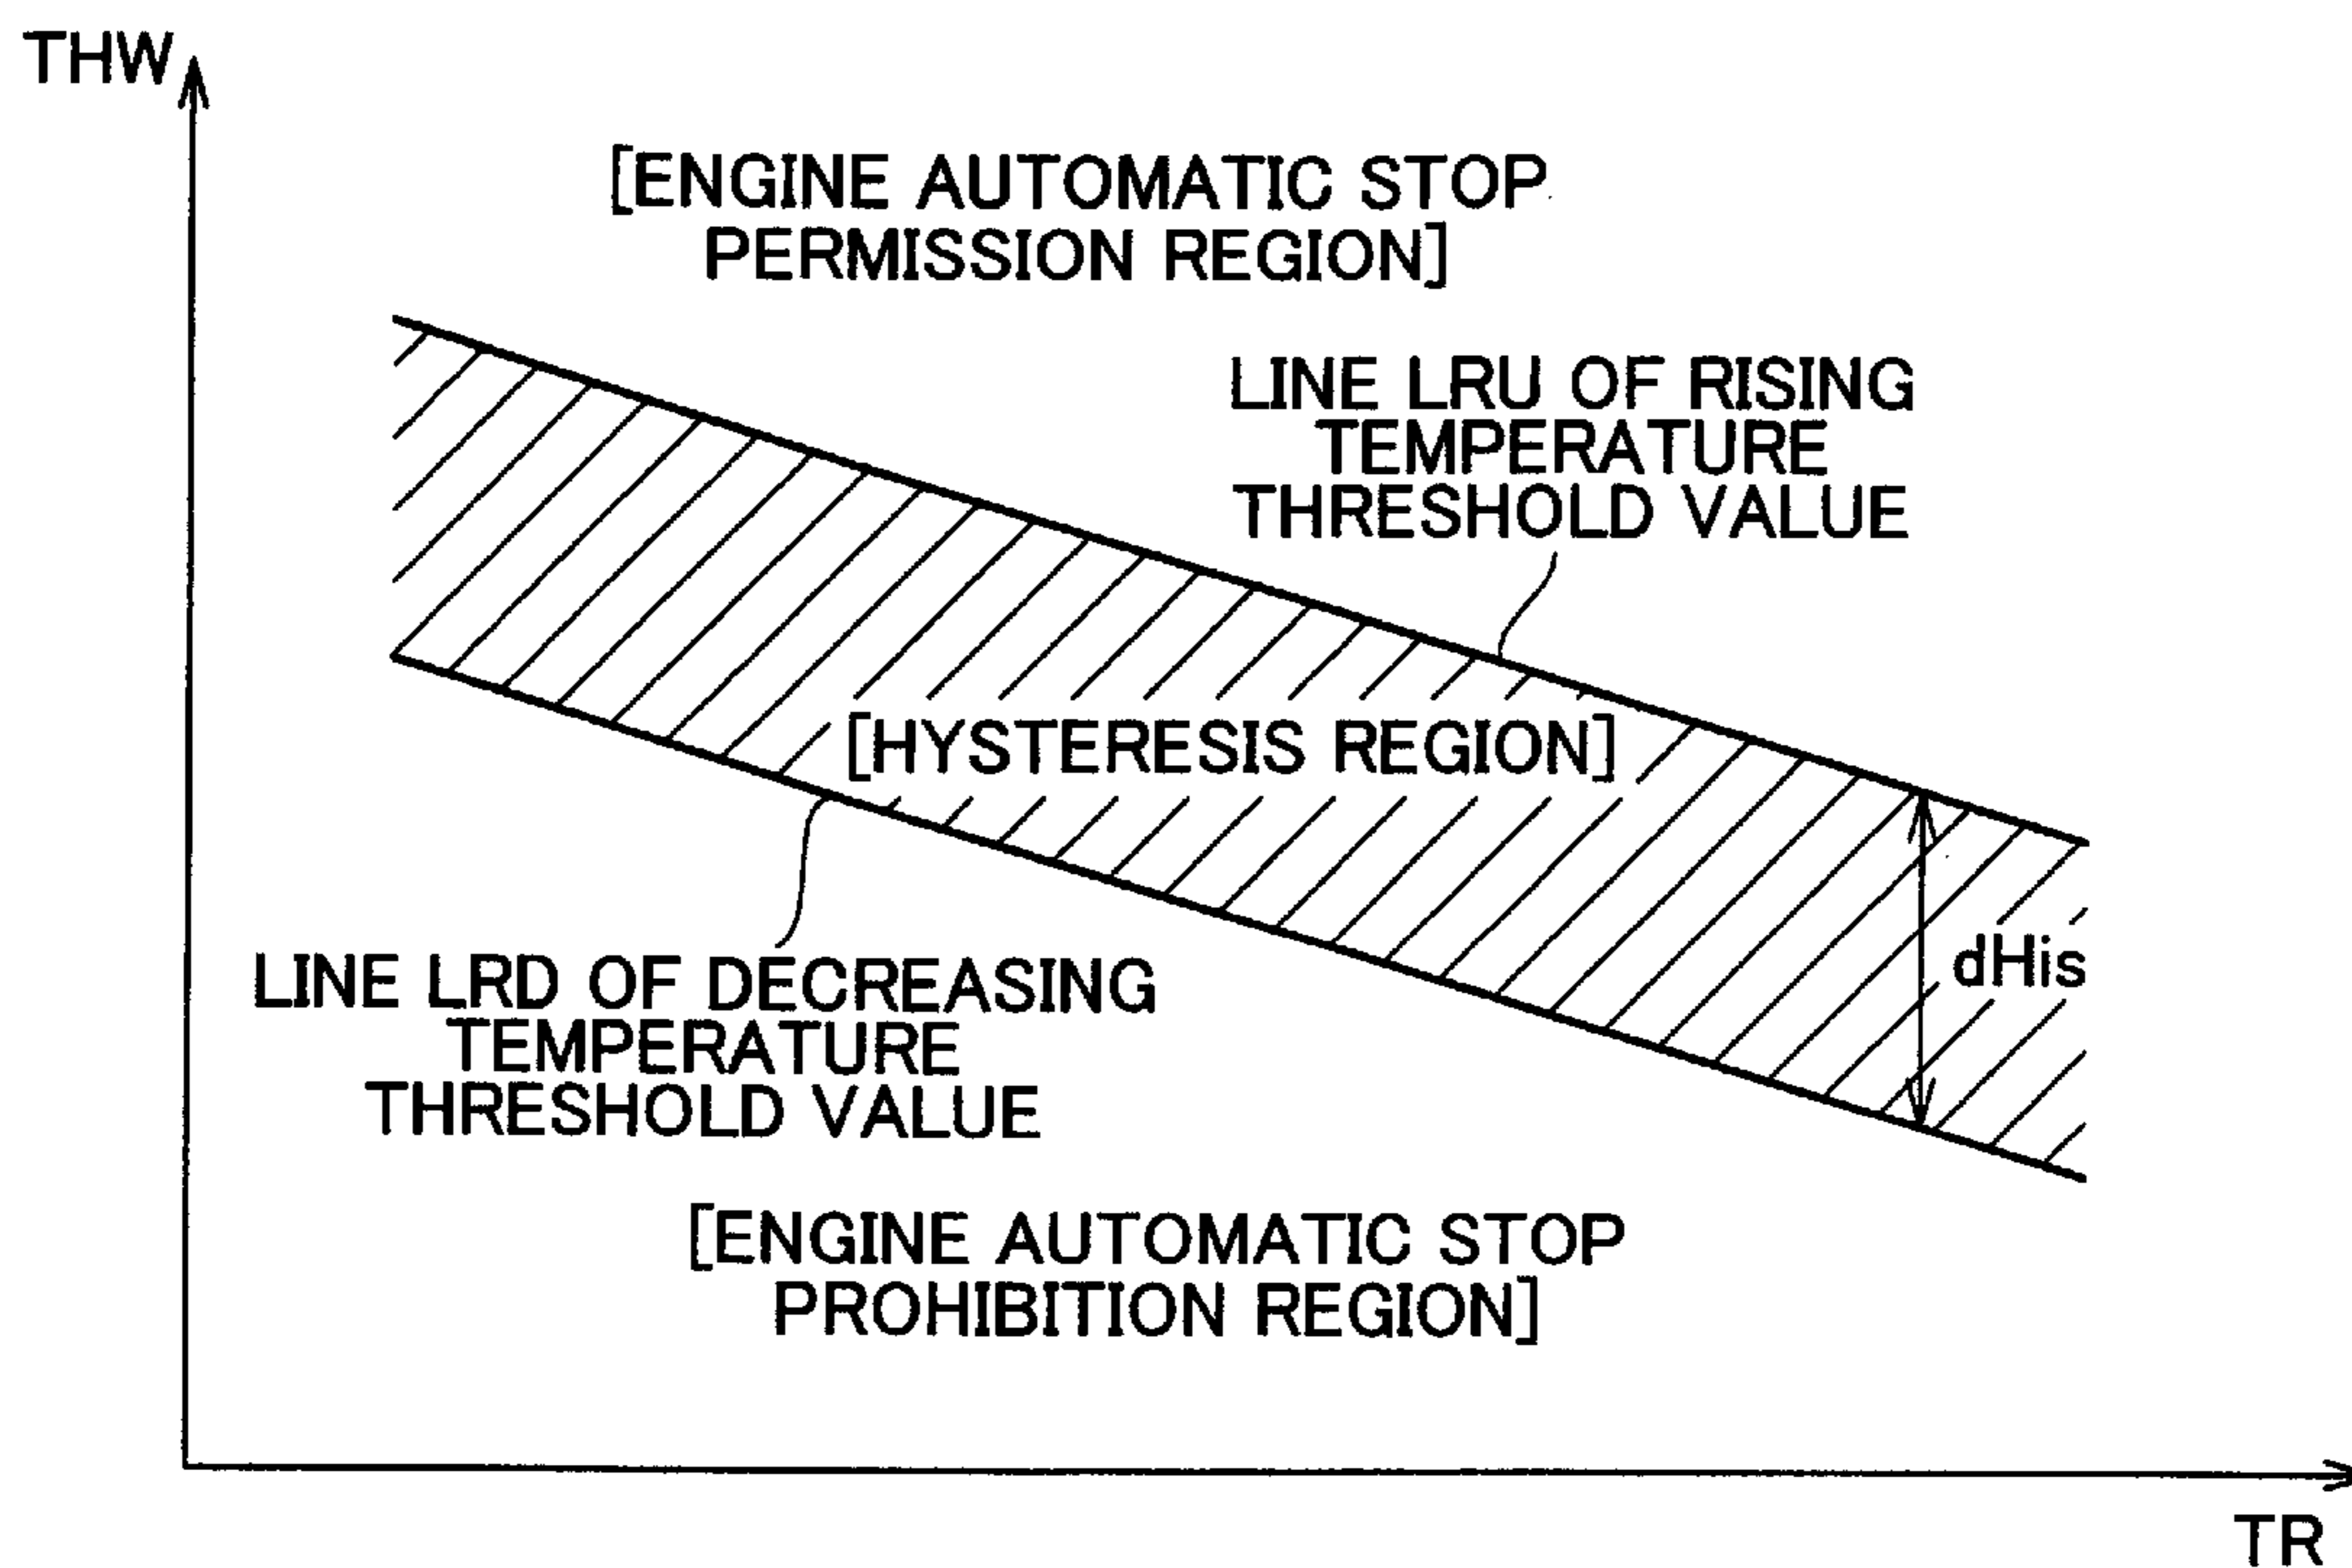 THW
[ENGINE AUTOMATIC STOP
PERMISSION REGION]
LINE LRU OF RISING
TEMPERATURE
THRESHOLD VALUE
[HYSTERESIS REGION]
dHis
LINE LRD OF DECREASING
TEMPERATURE
THRESHOLD VALUE
[ENGINE AUTOMATIC STOP
PROHIBITION REGION]
TR